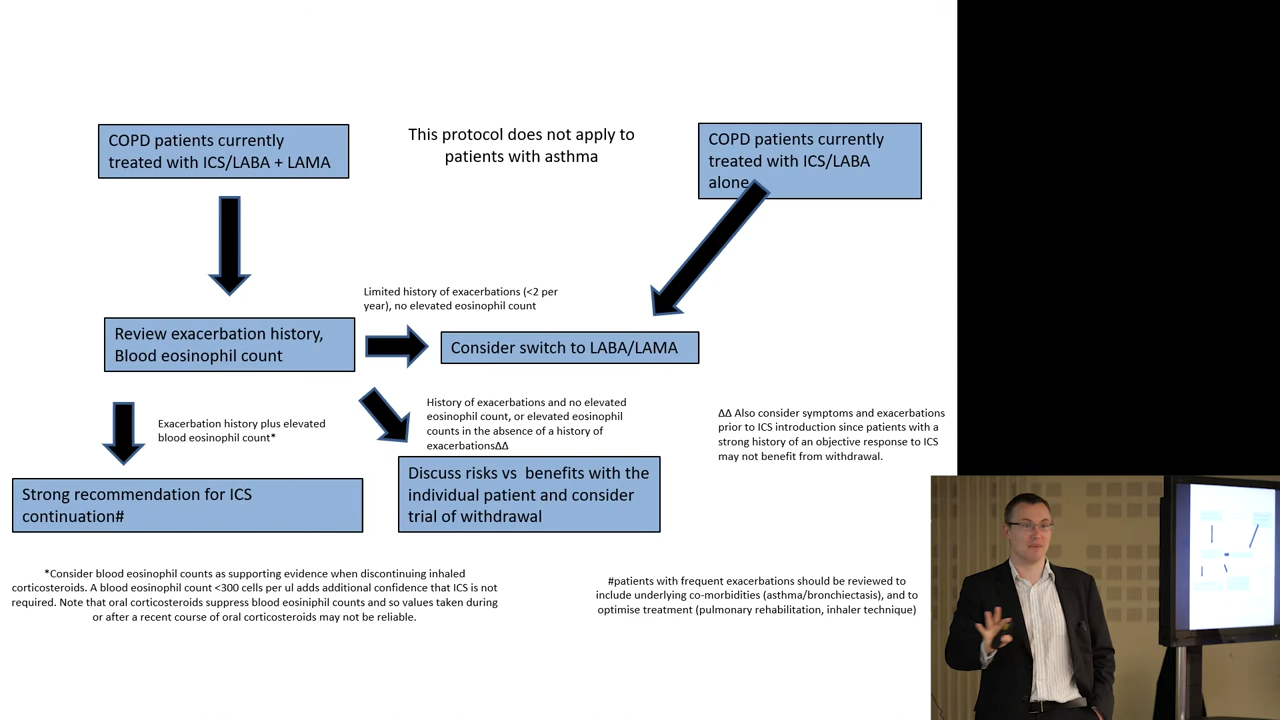 COPD patients currently
treated with ICS/LABA + LAMA
This protocol does not apply to
patients with asthma
COPD patients currently
treated with ICS/LABA
alone
Limited history of exacerbations (<2 per
year), no elevated eosinophil count
Review exacerbation history,
Blood eosinophil count
Consider switch to LABA/LAMA
Exacerbation history plus elevated
blood eosinophil count*
History of exacerbations and no elevated
eosinophil count, or elevated eosinophil
counts in the absence of a history of
exacerbationsΔΔ
ΔΔ Also consider symptoms and exacerbations
prior to ICS introduction since patients with a
strong history of an objective response to ICS
may not benefit from withdrawal.
Strong recommendation for ICS
continuation#
Discuss risks vs  benefits with the
individual patient and consider
trial of withdrawal
*Consider blood eosinophil counts as supporting evidence when discontinuing inhaled
corticosteroids. A blood eosinophil count <300 cells per ul adds additional confidence that ICS is not
required. Note that oral corticosteroids suppress blood eosiniphil counts and so values taken during
or after a recent course of oral corticosteroids may not be reliable.
#patients with frequent exacerbations should be reviewed to
include underlying co-morbidities (asthma/bronchiectasis), and to
optimise treatment (pulmonary rehabilitation, inhaler technique)